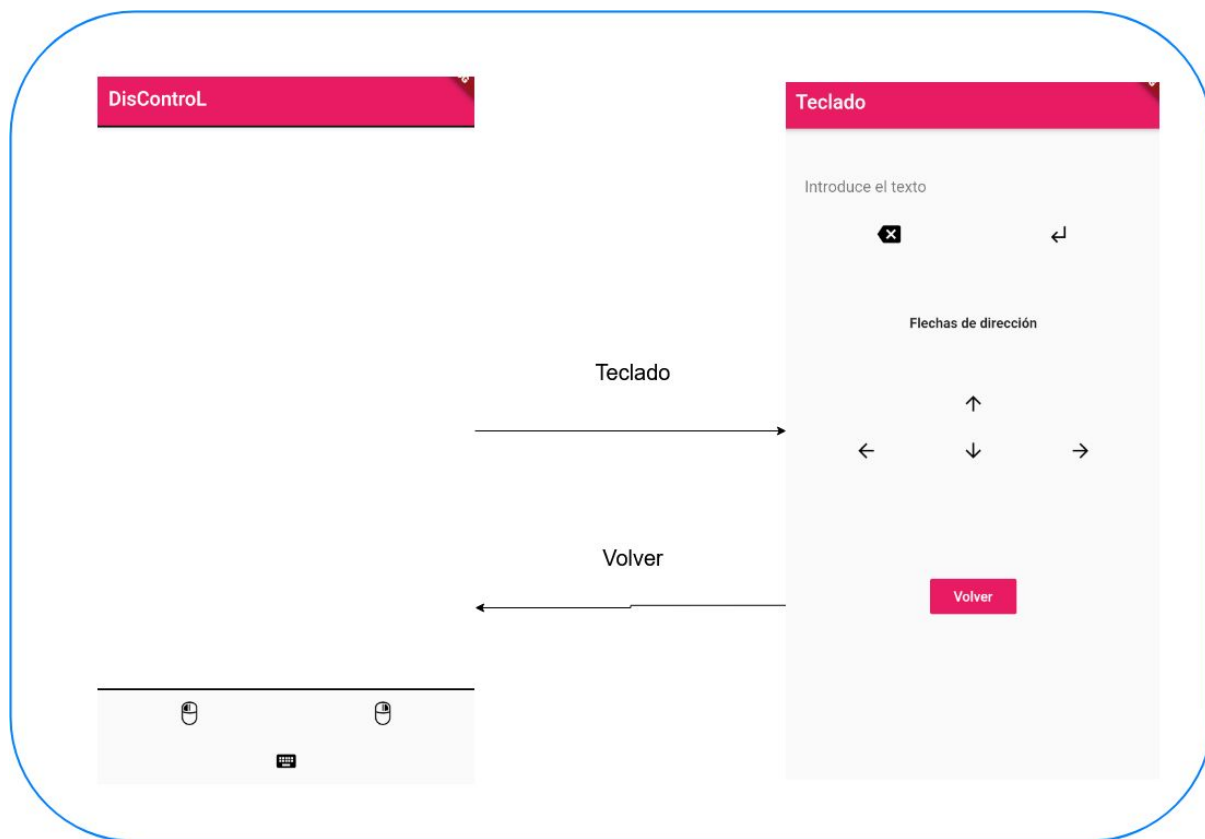 DisControL
Teclado
Introduce el texto
Flechas de dirección
Teclado
Volver
Volver